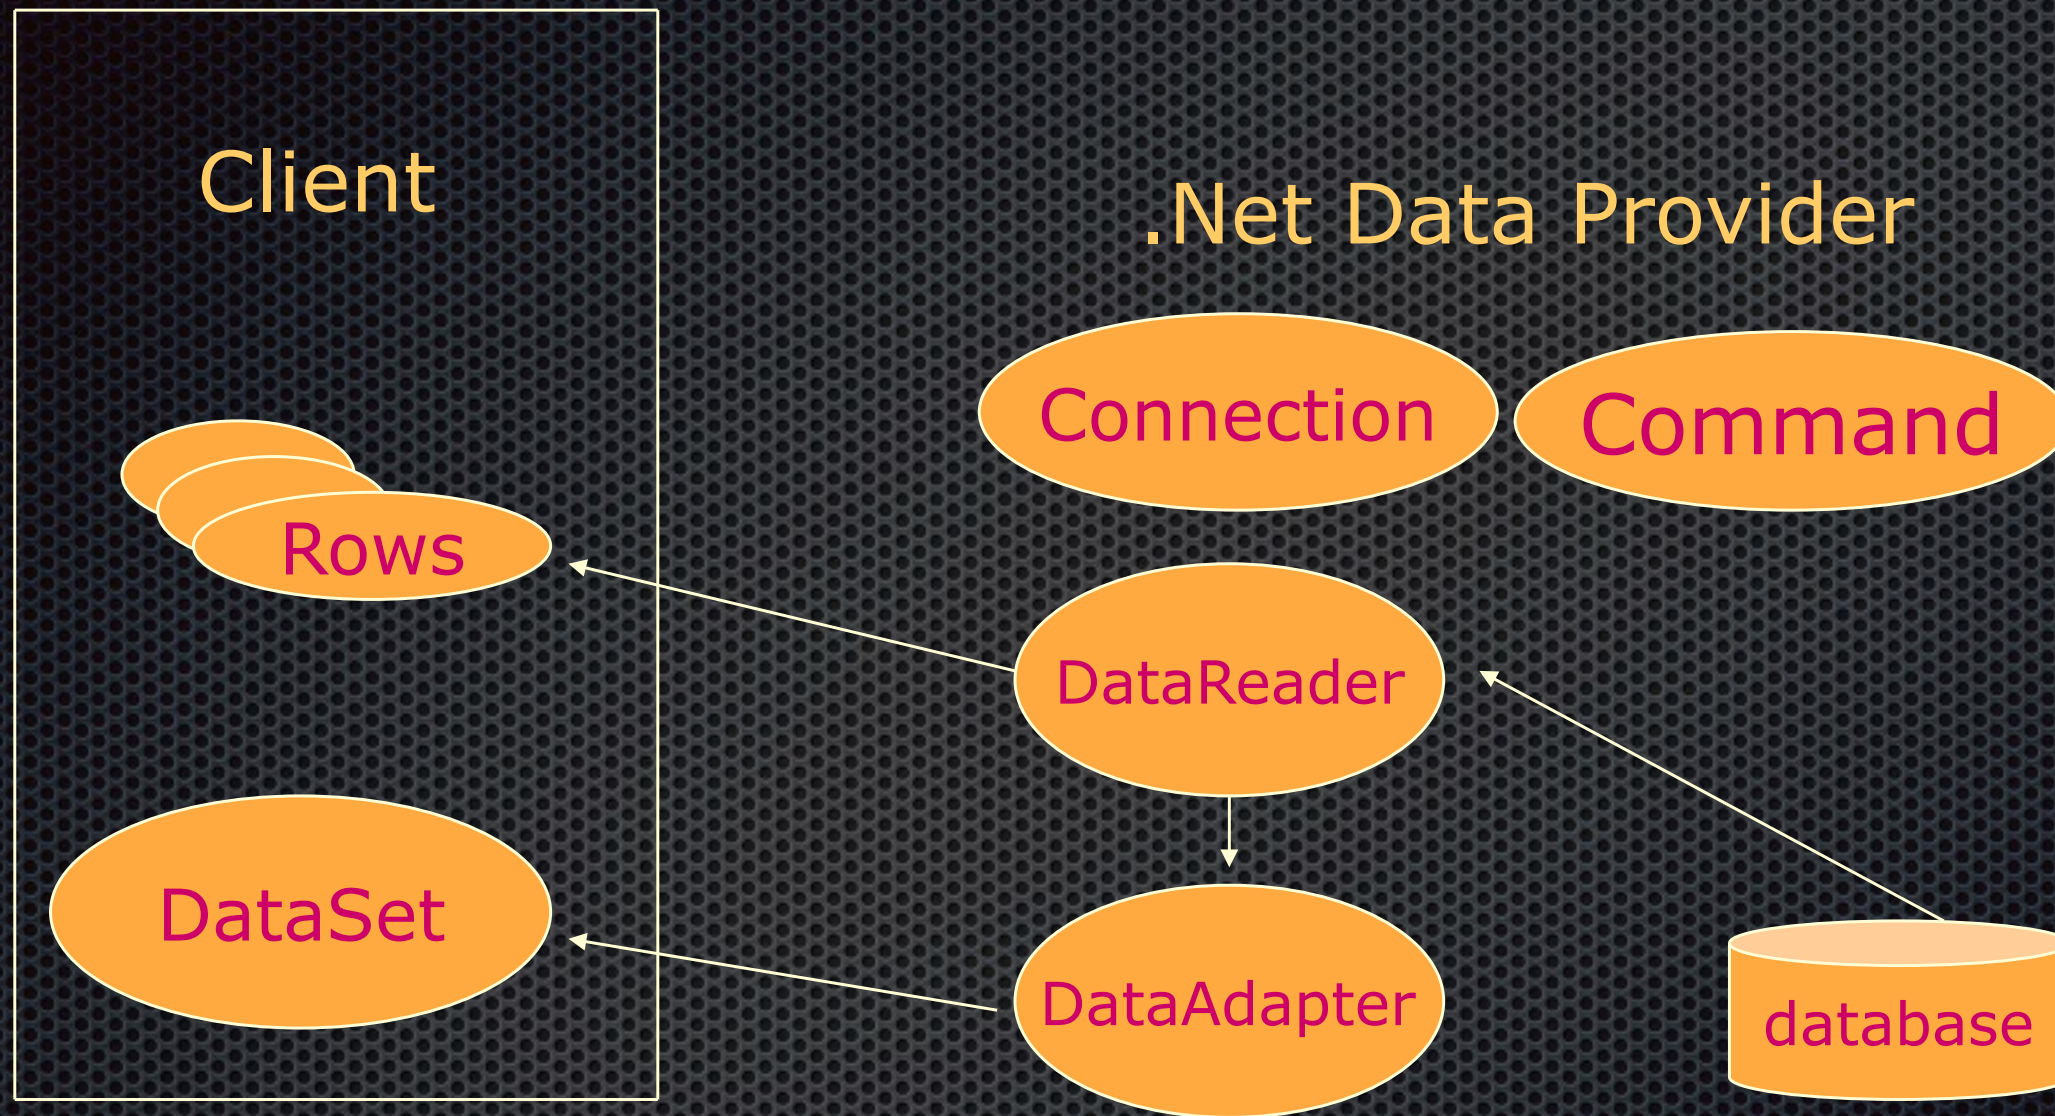 Client
.Net Data Provider
Connection
Command
Rows
DataReader
DataSet
DataAdapter
database